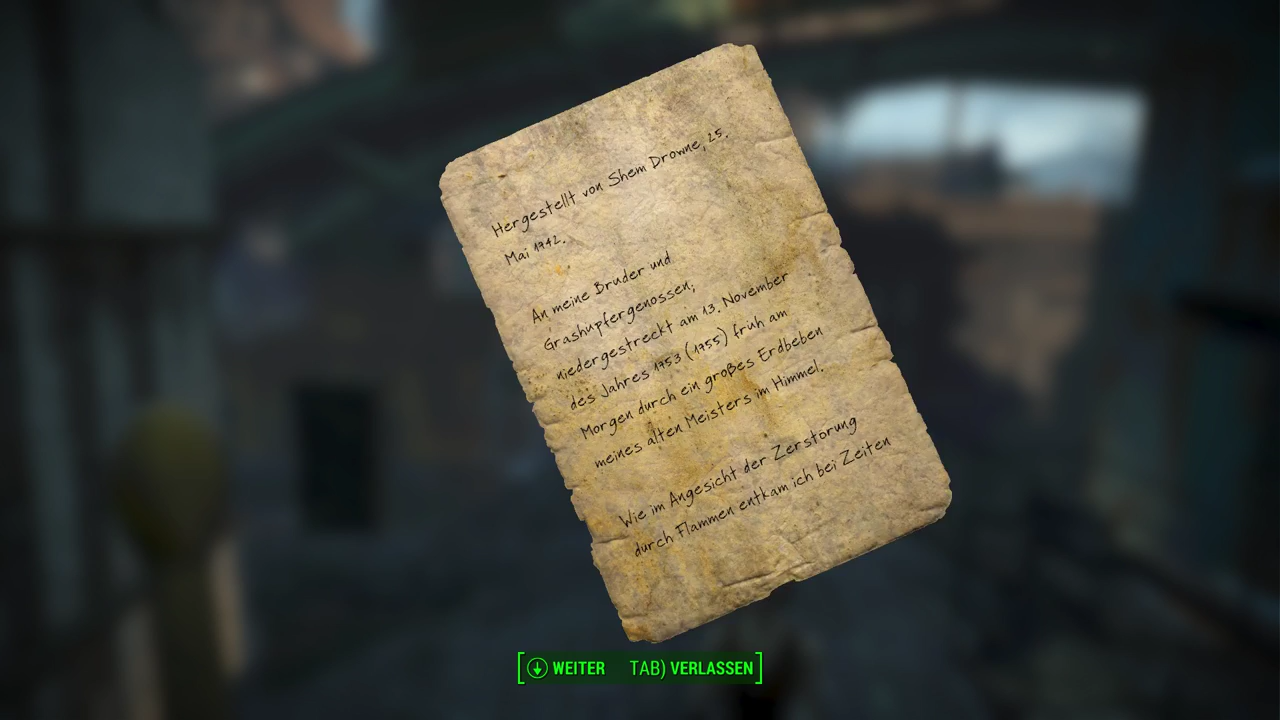 Hergestellt von Shem Drowne, 25.
Mai 1742.
An meine Bruder und
Grashupfergenossen,
niedergestreckt am 13. November
des Jahres 1753 (1755) fruh am
Morgen durch ein großes Erdbeben
meines alten Meisters im Himmel.
Wie im Angesicht der Zerstorung
durch Flammen entkam ich bei Zeiten
WEITER TAB) VERLASSEN